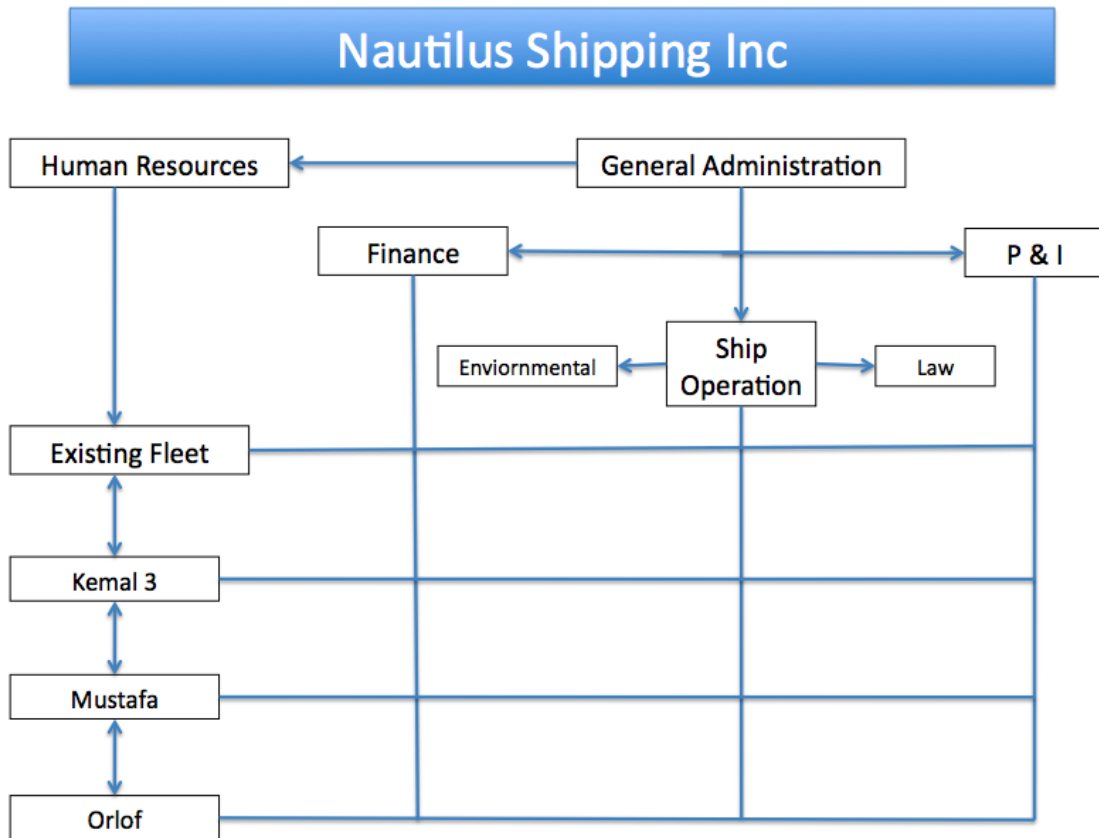 Nautilus Shipping Inc
Human Resources
General Administration
Finance
P & I
Ship
Operation
Enviornmental
Law
Existing Fleet
Kemal 3
Mustafa
Orlof